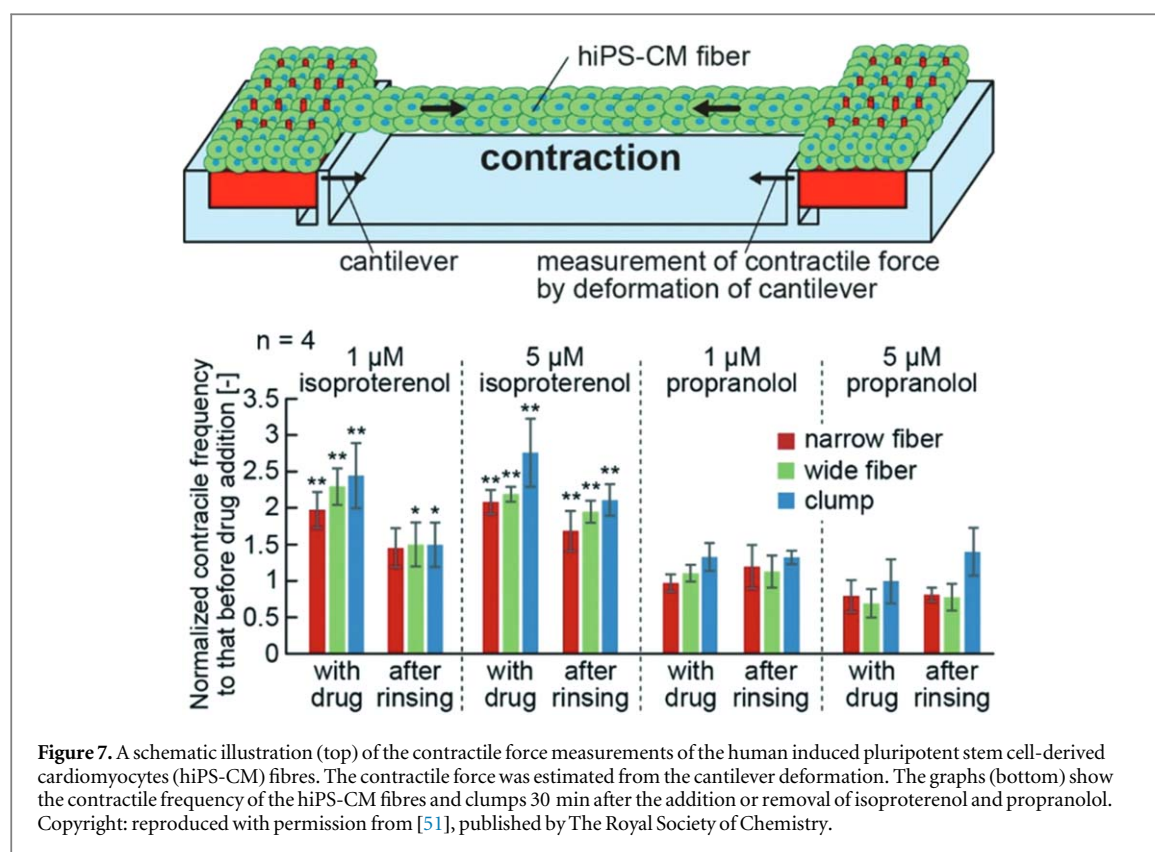 hiPS-CM fiber
contraction
cantilever
measurement of contractile force
by deformation of cantilever
n = 4
1 µM
isoproterenol
5 µM
isoproterenol
1 µM
propranolol
5 µM
propranolol
Normalized contracile frequency
to that before drug addition [-]
3.5
3
2.5
2
1.5
1
0.5
0
** ** **
* *
** ** **
** ** **
narrow fiber
wide fiber
clump
with
drug
after
rinsing
with
drug
after
rinsing
with
drug
after
rinsing
with
drug
after
rinsing
Figure 7. A schematic illustration (top) of the contractile force measurements of the human induced pluripotent stem cell-derived
cardiomyocytes (hiPS-CM) fibres. The contractile force was estimated from the cantilever deformation. The graphs (bottom) show
the contractile frequency of the hiPS-CM fibres and clumps 30 min after the addition or removal of isoproterenol and propranolol.
Copyright: reproduced with permission from [51], published by The Royal Society of Chemistry.